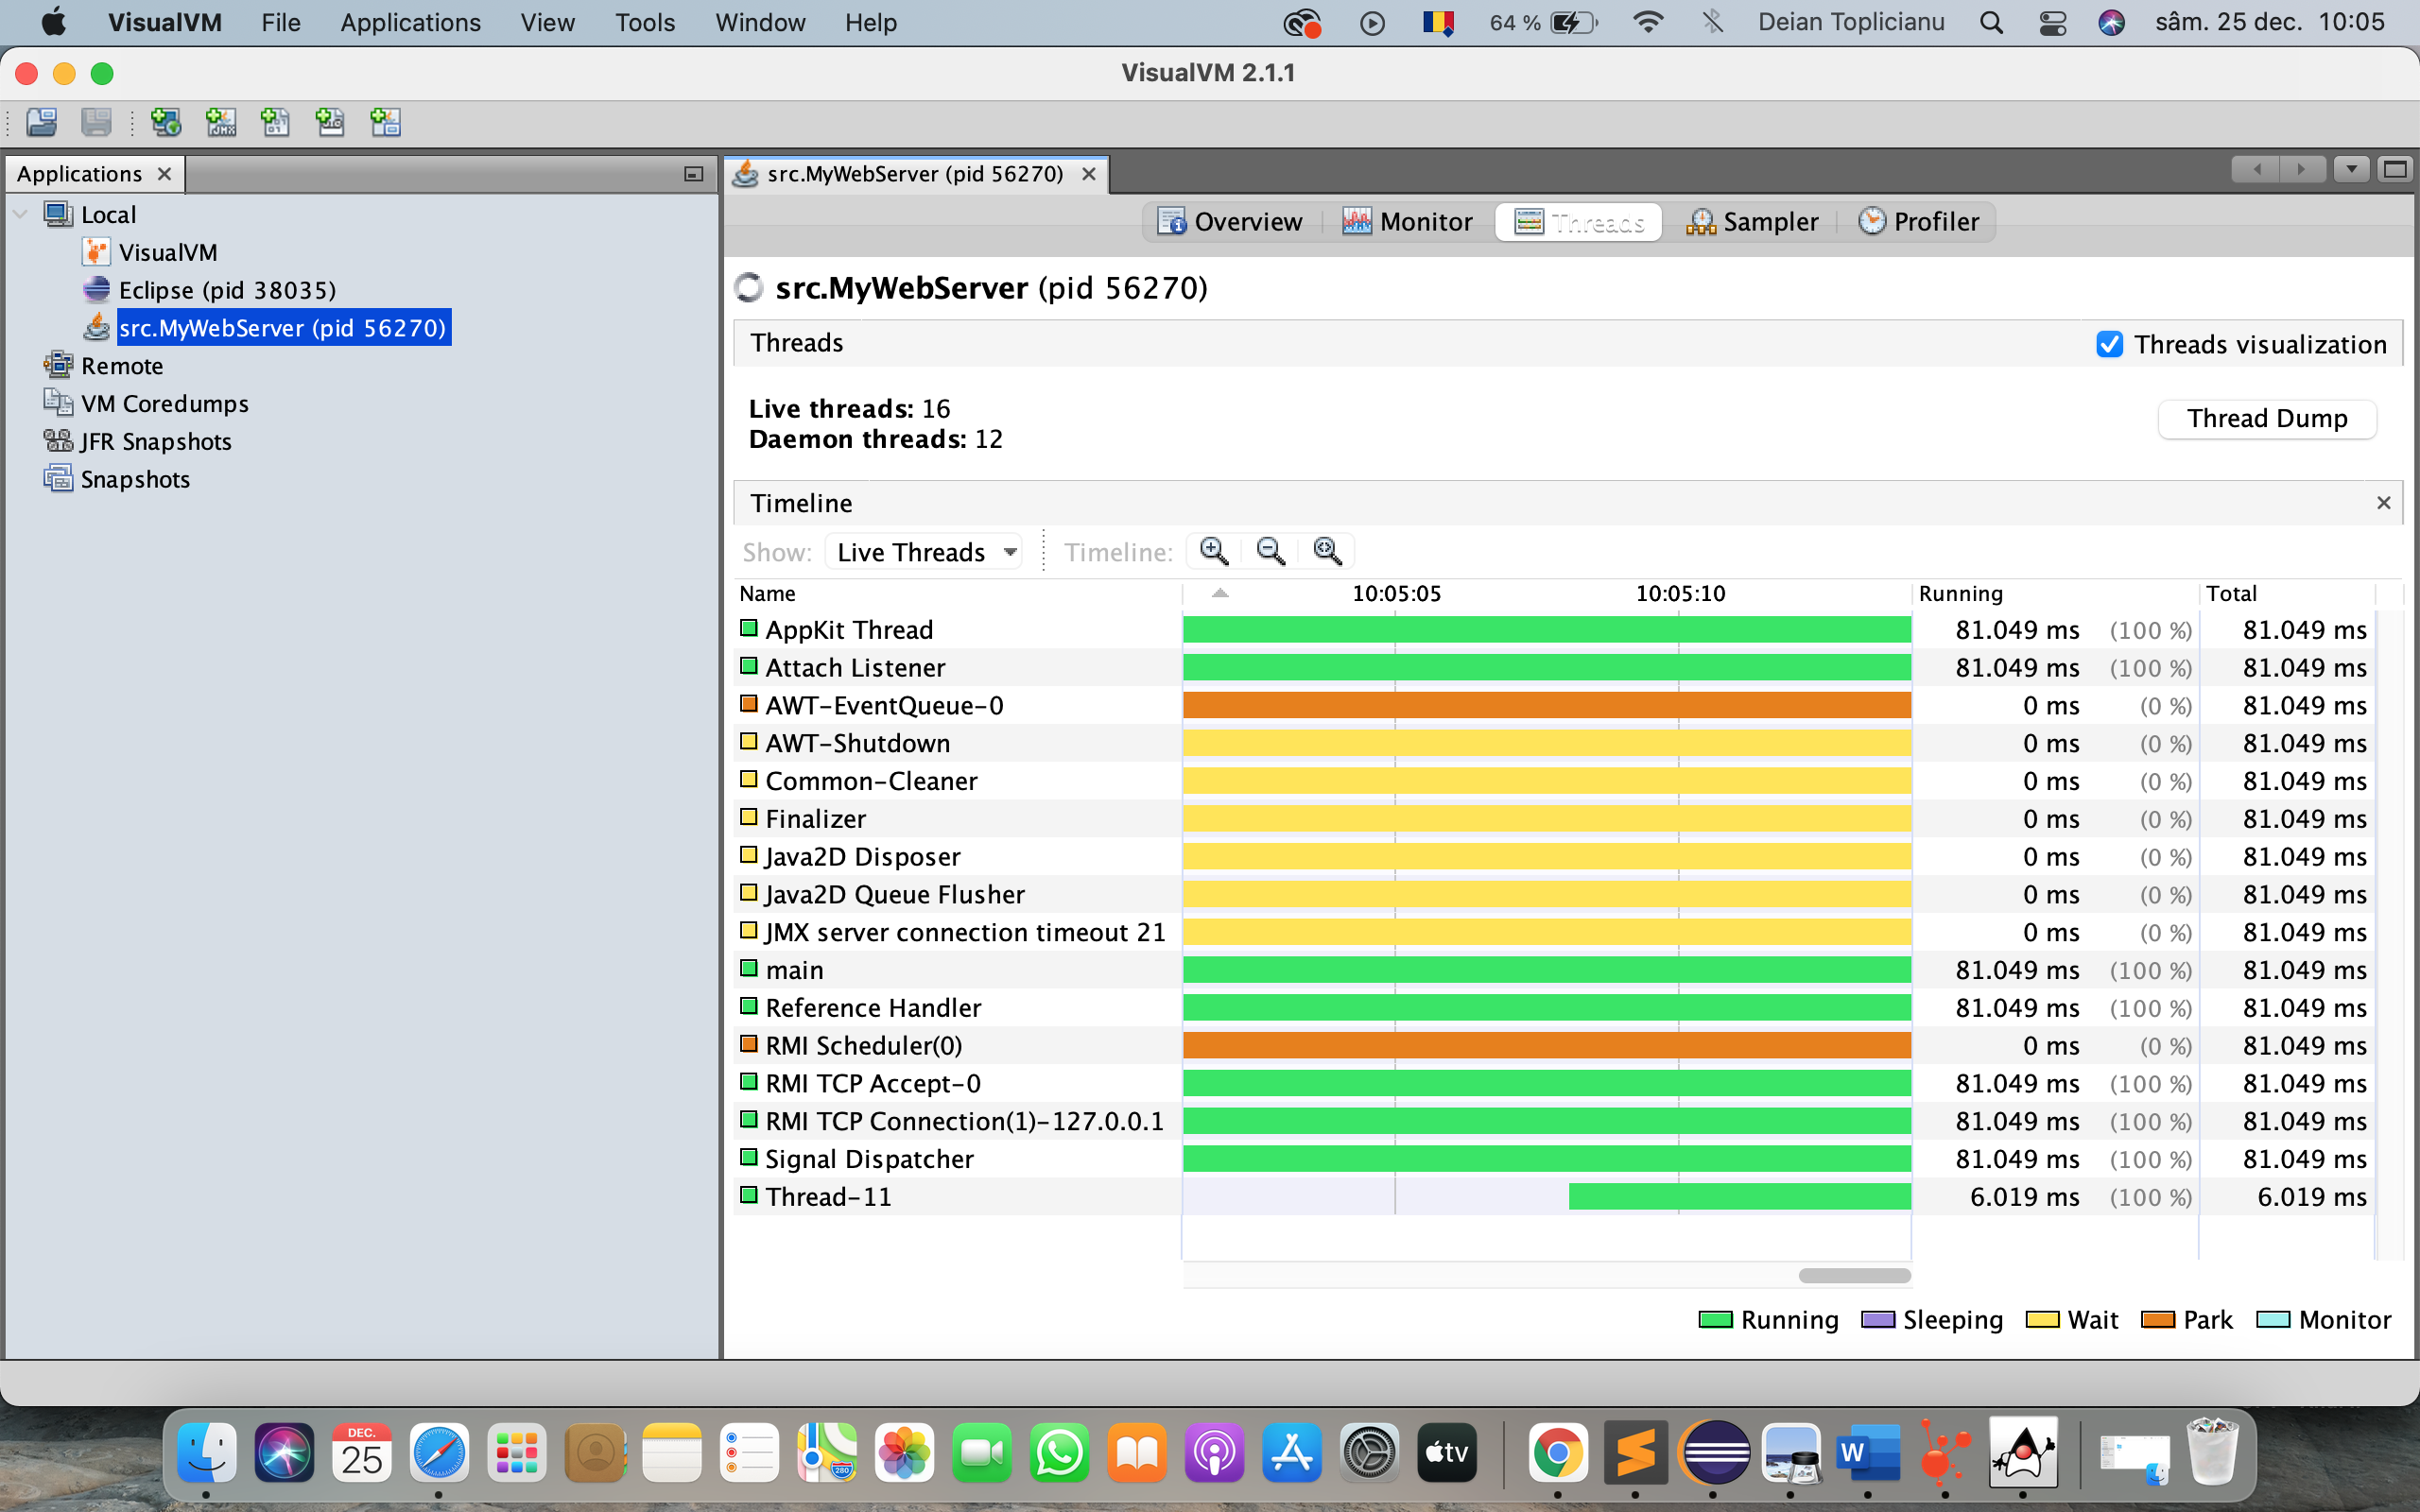 VisualVM File Applications View Tools Window Help 64 % Deian Toplicianu sâm. 25 dec. 10:05
VisualVM 2.1.1
JMX
Applications
src.MyWebServer (pid 56270)
Local
VisualVM
Eclipse (pid 38035)
src.MyWebServer (pid 56270)
Remote
VM Coredumps
JFR Snapshots
Snapshots
Overview Monitor Threads Sampler Profiler
src.MyWebServer (pid 56270)
Threads Threads visualization
Live threads: 16
Daemon threads: 12
Thread Dump
Timeline
Show: Live Threads Timeline:
Name 10:05:05 10:05:10 Running Total
AppKit Thread 81.049 ms (100 %) 81.049 ms
Attach Listener 81.049 ms (100 %) 81.049 ms
AWT-EventQueue-0 0 ms (0 %) 81.049 ms
AWT-Shutdown 0 ms (0 %) 81.049 ms
Common-Cleaner 0 ms (0 %) 81.049 ms
Finalizer 0 ms (0 %) 81.049 ms
Java2D Disposer 0 ms (0 %) 81.049 ms
Java2D Queue Flusher 0 ms (0 %) 81.049 ms
JMX server connection timeout 21 0 ms (0 %) 81.049 ms
main 81.049 ms (100 %) 81.049 ms
Reference Handler 81.049 ms (100 %) 81.049 ms
RMI Scheduler(0) 0 ms (0 %) 81.049 ms
RMI TCP Accept-0 81.049 ms (100 %) 81.049 ms
RMI TCP Connection(1)-127.0.0.1 81.049 ms (100 %) 81.049 ms
Signal Dispatcher 81.049 ms (100 %) 81.049 ms
Thread-11 6.019 ms (100 %) 6.019 ms
Running Sleeping Wait Park Monitor
DEC.
25
280
tv
W